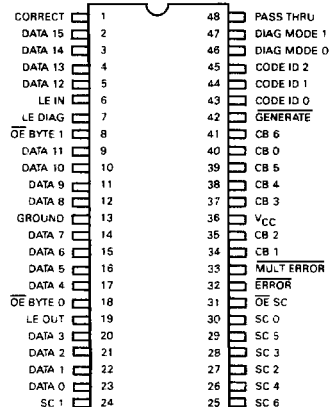 CORRECT 1 48 PASS THRU
DATA 15 2 47 DIAG MODE 1
DATA 14 3 46 DIAG MODE 0
DATA 13 4 45 CODE ID 2
DATA 12 5 44 CODE ID 1
LE IN 6 43 CODE ID 0
LE DIAG 7 42 GENERATE
OE BYTE 1 8 41 CB 6
DATA 11 9 40 CB 0
DATA 10 10 39 CB 5
DATA 9 11 38 CB 4
DATA 8 12 37 CB 3
GROUND 13 36 VCC
DATA 7 14 35 CB 2
DATA 6 15 34 CB 1
DATA 5 16 33 MULT ERROR
DATA 4 17 32 ERROR
OE BYTE 0 18 31 OE SC
LE OUT 19 30 SC 0
DATA 3 20 29 SC 5
DATA 2 21 28 SC 3
DATA 1 22 27 SC 2
DATA 0 23 26 SC 4
SC 1 24 25 SC 6